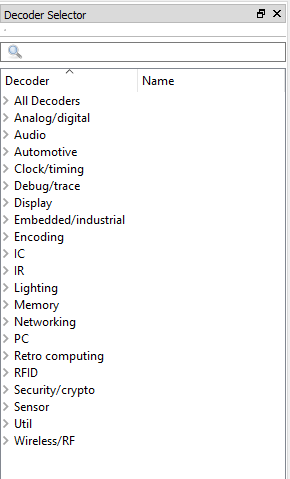 Decoder Selector
Decoder Name
All Decoders
Analog/digital
Audio
Automotive
Clock/timing
Debug/trace
Display
Embedded/industrial
Encoding
IC
IR
Lighting
Memory
Networking
PC
Retro computing
RFID
Security/crypto
Sensor
Util
Wireless/RF